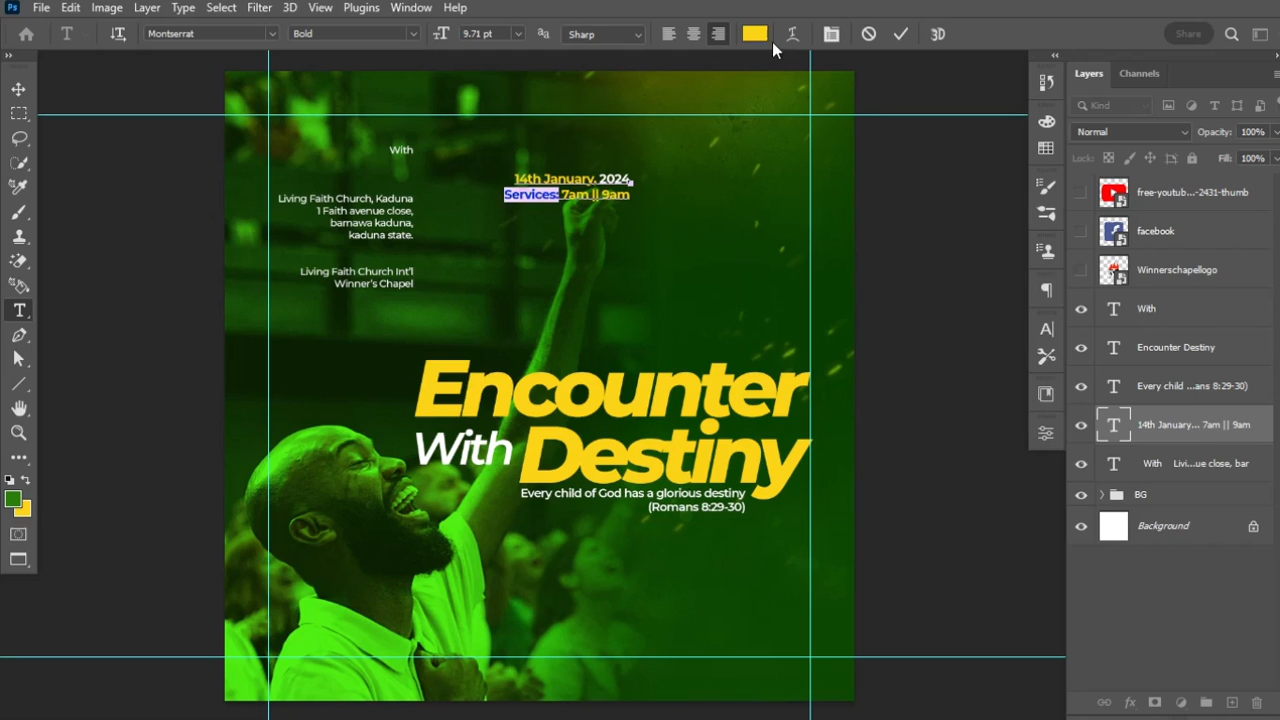 Ps File Edit Image Layer Type Select Filter 3D View Plugins Window Help
T Montserrat Bold 9.71 pt Sharp 3D Share
Layers Channels
Kind
Normal Opacity: 100%
Lock: Fill: 100%
free-youtub...-2431-thumb
facebook
Winnerschapellogo
With
Encounter Destiny
Every child ...ans 8:29-30)
14th January... 7am || 9am
With Livi...ue close, bar
BG
Background
With
14th January, 2024
Services: 7am || 9am
Living Faith Church, Kaduna
1 Faith avenue close,
barnawa kaduna,
kaduna state.
Living Faith Church Int'l
Winner's Chapel
Encounter
With Destiny
Every child of God has a glorious destiny
(Romans 8:29-30)